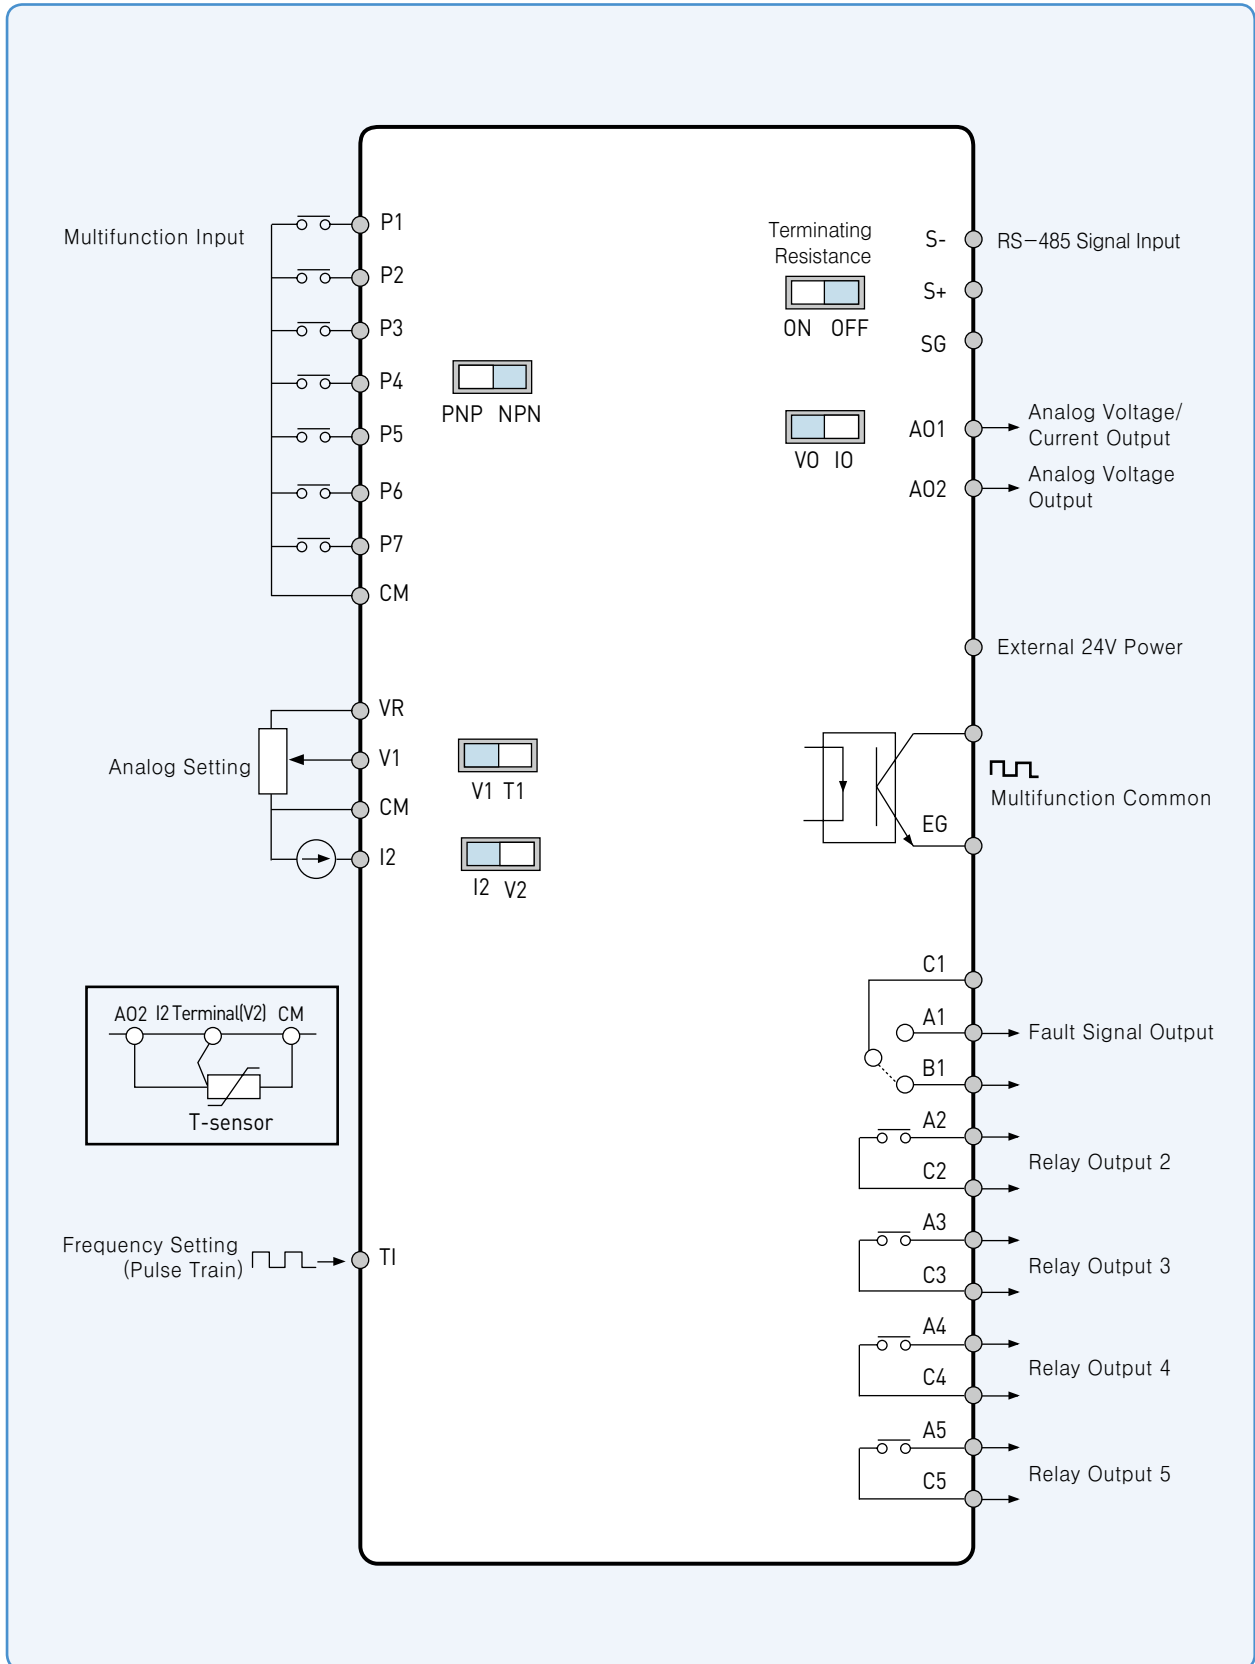 Multifunction Input
P1
P2
P3
P4
P5
P6
P7
CM
PNP NPN
Terminating
Resistance
ON OFF
S-
RS-485 Signal Input
S+
SG
VO IO
AO1
Analog Voltage/
Current Output
AO2
Analog Voltage
Output
External 24V Power
Analog Setting
VR
V1
CM
I2
V1 T1
I2 V2
Multifunction Common
EG
AO2 I2 Terminal(V2) CM
T-sensor
Frequency Setting
(Pulse Train)
TI
C1
A1
Fault Signal Output
B1
A2
Relay Output 2
C2
A3
Relay Output 3
C3
A4
Relay Output 4
C4
A5
Relay Output 5
C5